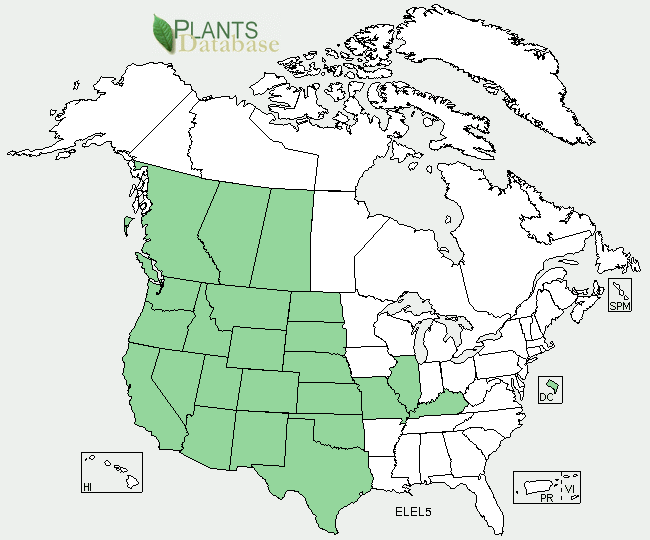 PLANTS
Database
SPM
DC
HI
PR
VI
ELEL5